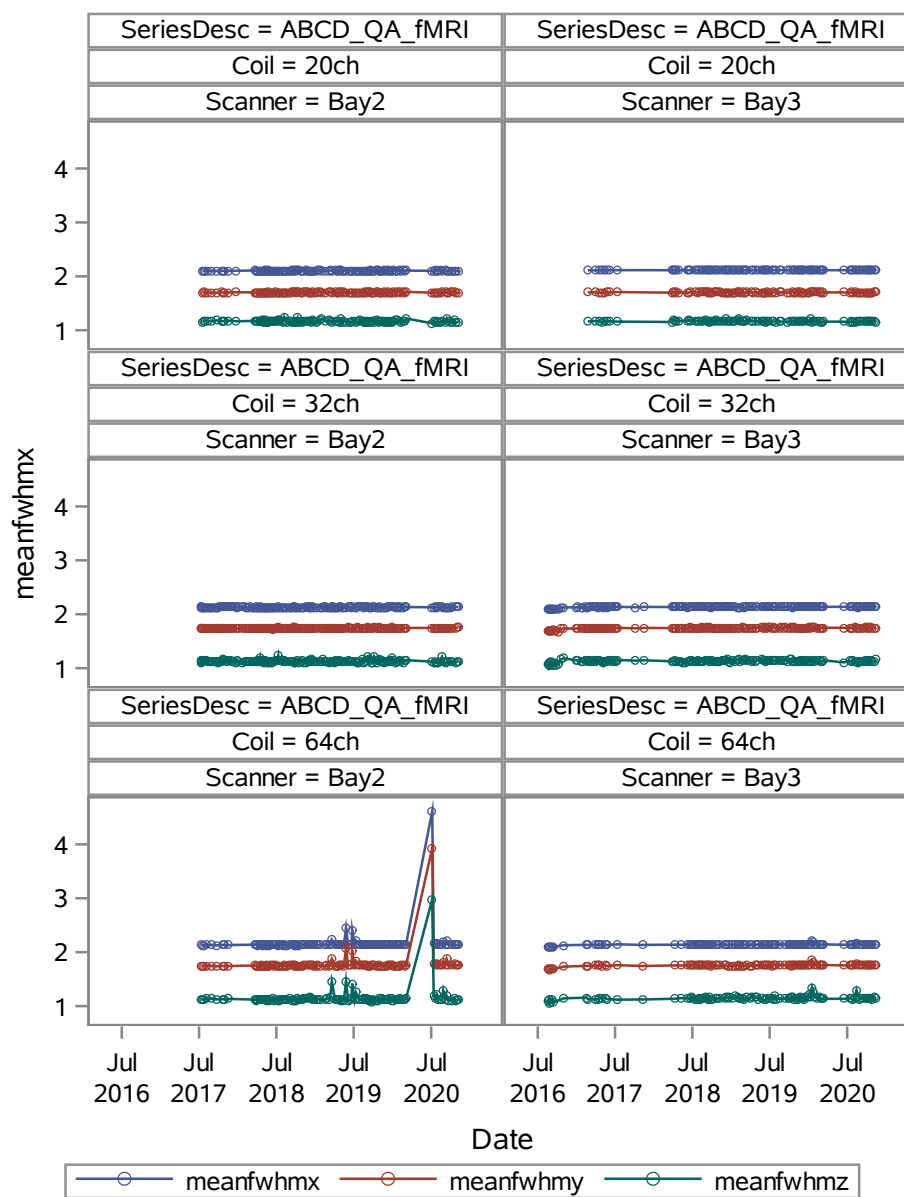 SeriesDesc = ABCD_QA_fMRI SeriesDesc = ABCD_QA_fMRI
Coil = 20ch Coil = 20ch
Scanner = Bay2 Scanner = Bay3
4
3
2
1
SeriesDesc = ABCD_QA_fMRI SeriesDesc = ABCD_QA_fMRI
Coil = 32ch Coil = 32ch
Scanner = Bay2 Scanner = Bay3
4
3
2
1
meanfwhmx
SeriesDesc = ABCD_QA_fMRI SeriesDesc = ABCD_QA_fMRI
Coil = 64ch Coil = 64ch
Scanner = Bay2 Scanner = Bay3
4
3
2
1
Jul Jul Jul Jul Jul Jul Jul Jul Jul Jul
2016 2017 2018 2019 2020 2016 2017 2018 2019 2020
Date
meanfwhmx meanfwhmy meanfwhmz